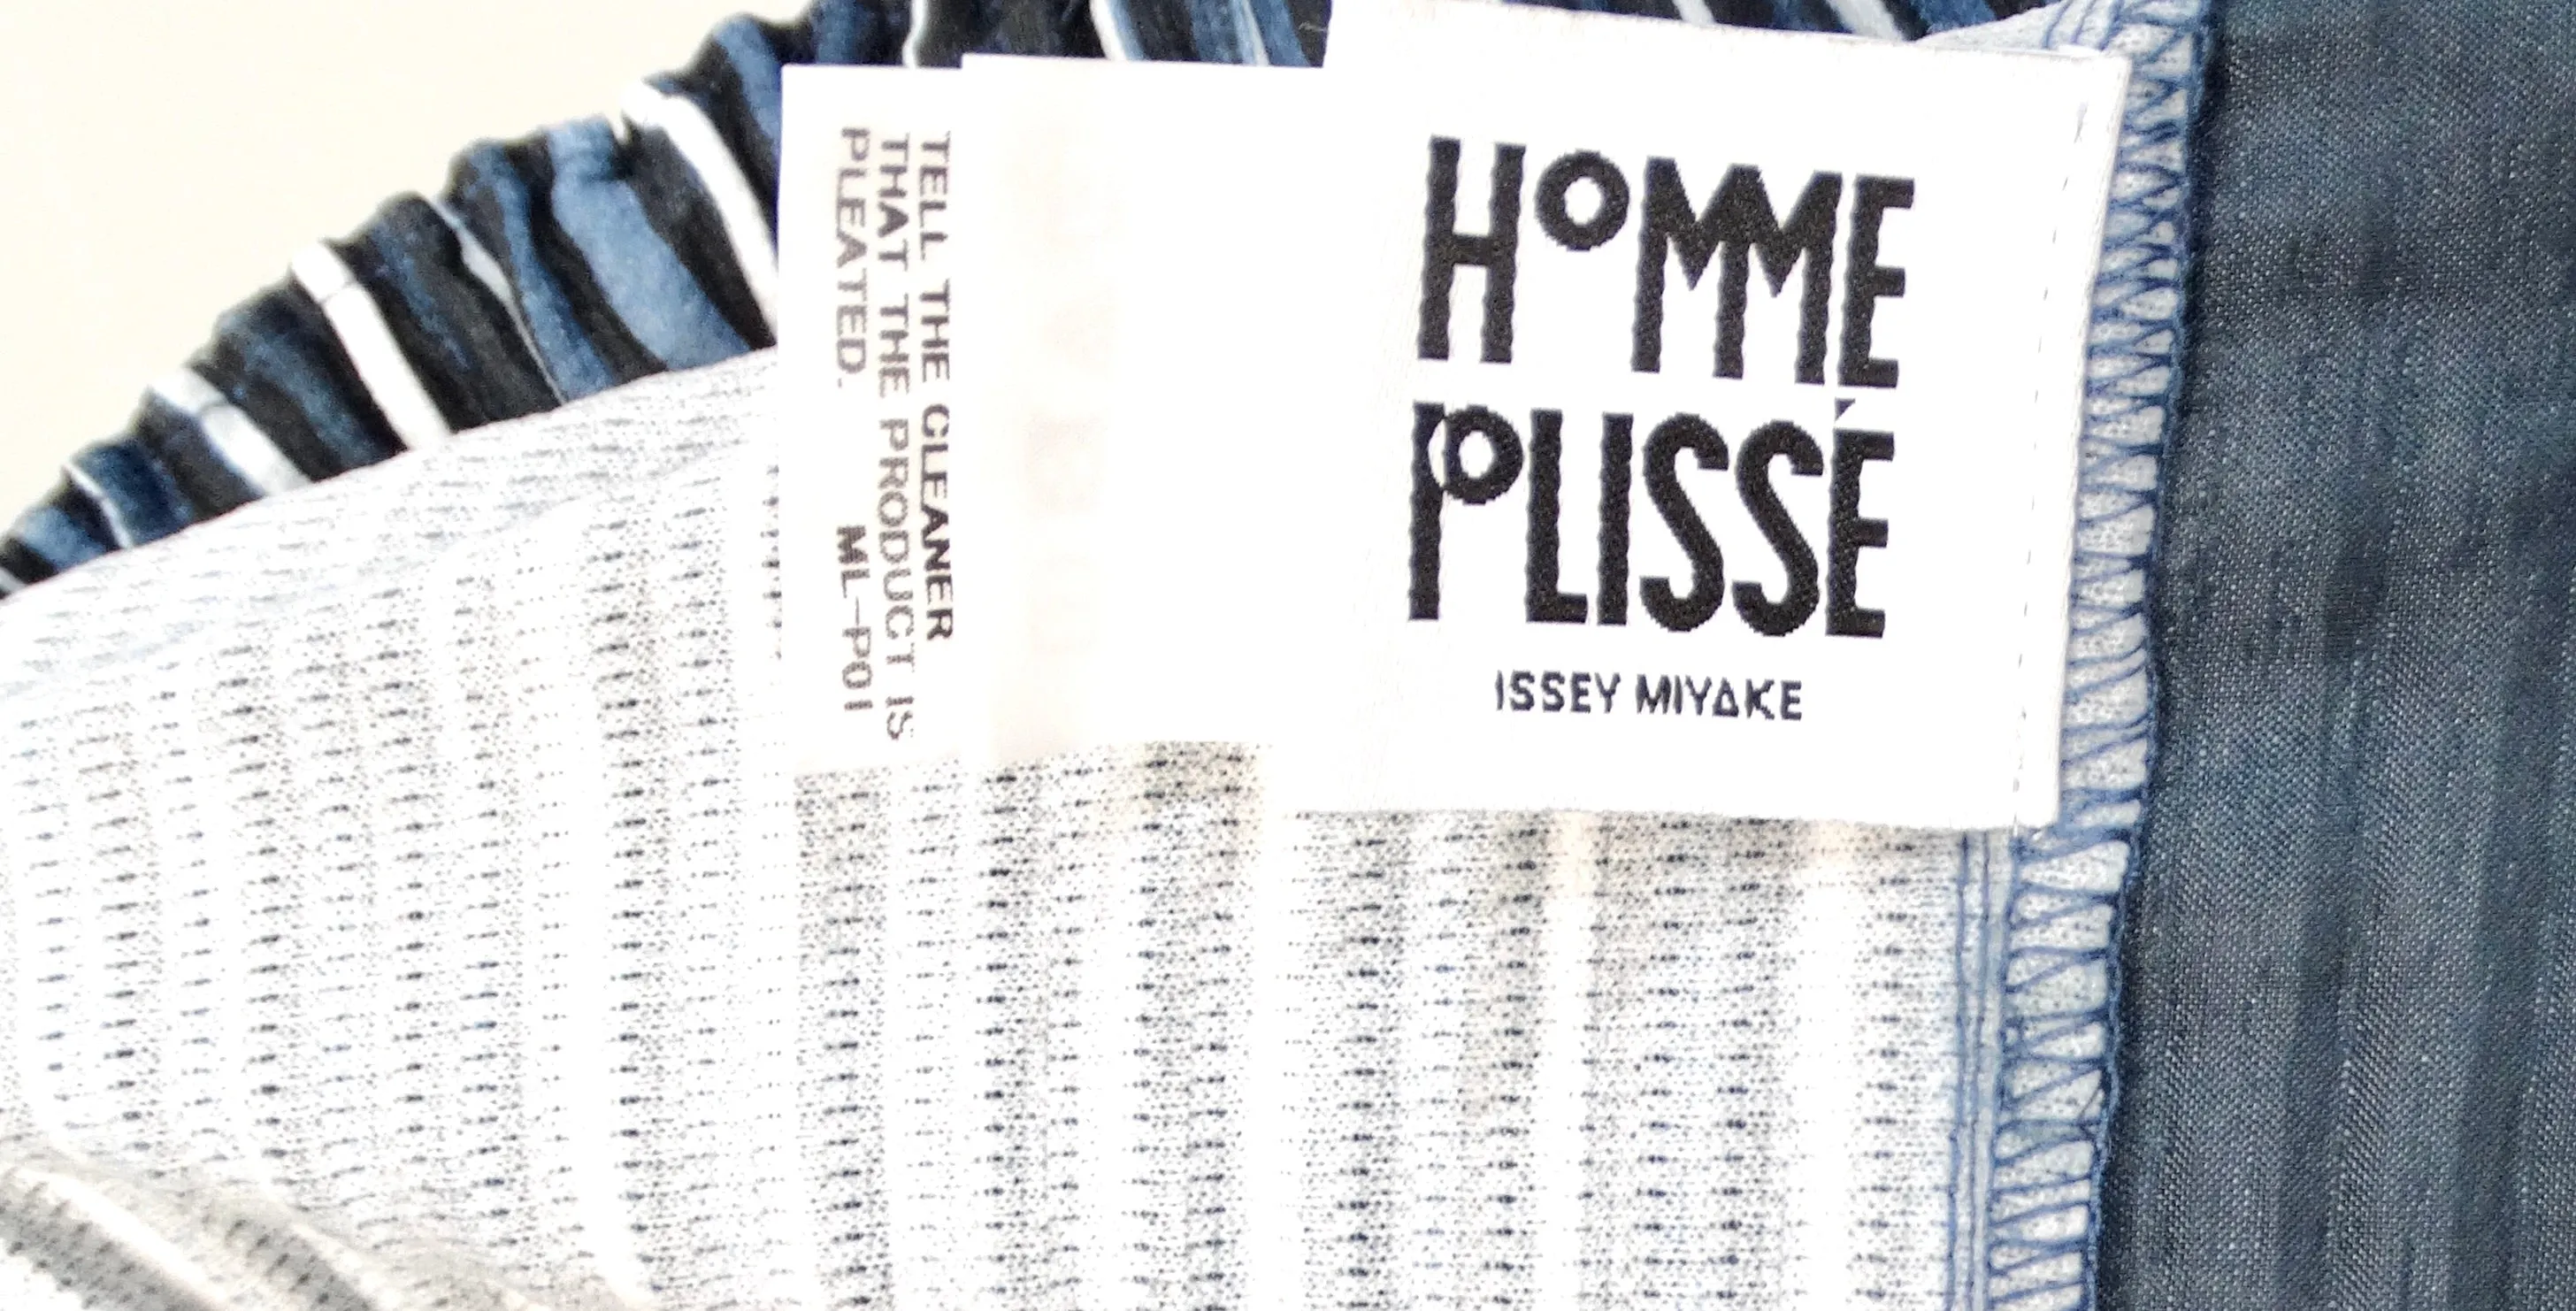 HOMME
PLISSÉ
ISSEY MIYAKE
TELL THE CLEANER
THAT THE PRODUCT IS
PLEATED. ML-P01